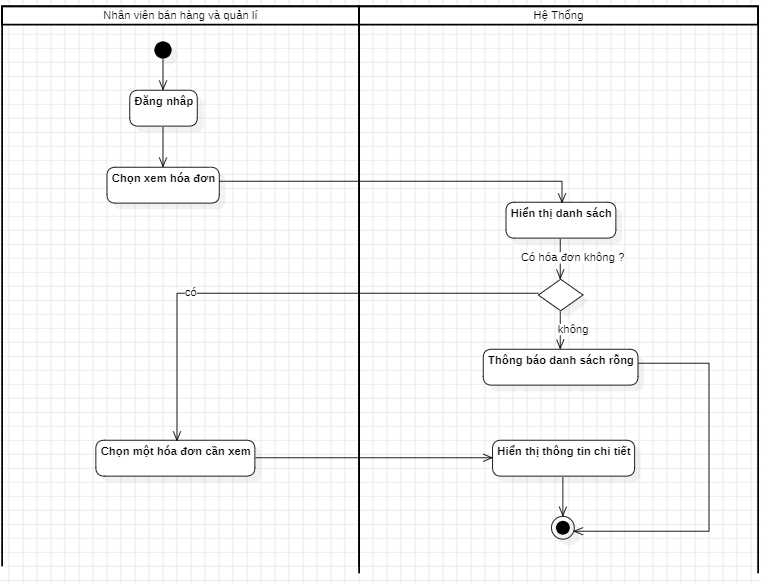 Nhân viên bán hàng và quản lí
Hệ Thống
Đăng nhâp
Chọn xem hóa đơn
Hiển thị danh sách
Có hóa đơn không ?
có
không
Thông báo danh sách rỗng
Chọn một hóa đơn cần xem
Hiển thị thông tin chi tiết